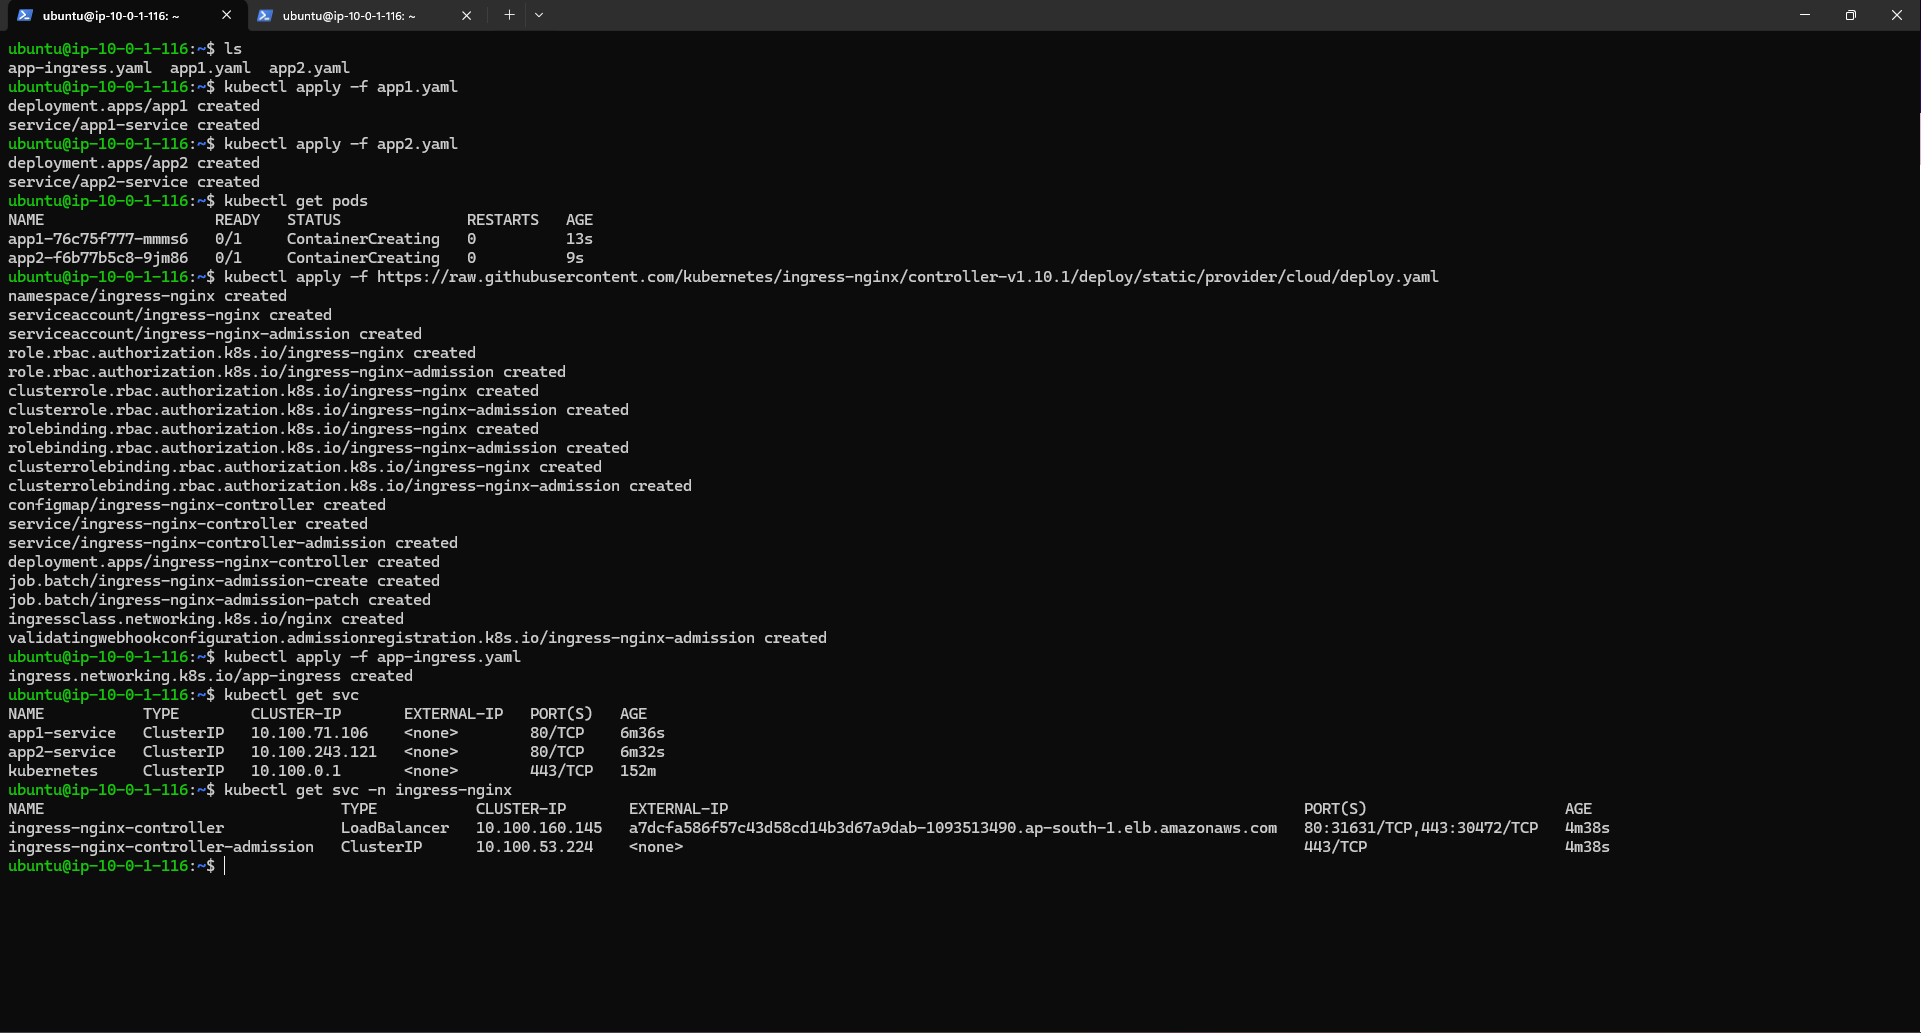 ubuntu@ip-10-0-1-116: ~
ubuntu@ip-10-0-1-116: ~
ubuntu@ip-10-0-1-116:~$ ls
app-ingress.yaml  app1.yaml  app2.yaml
ubuntu@ip-10-0-1-116:~$ kubectl apply -f app1.yaml
deployment.apps/app1 created
service/app1-service created
ubuntu@ip-10-0-1-116:~$ kubectl apply -f app2.yaml
deployment.apps/app2 created
service/app2-service created
ubuntu@ip-10-0-1-116:~$ kubectl get pods
NAME                   READY   STATUS              RESTARTS   AGE
app1-76c75f777-mmms6   0/1     ContainerCreating   0          13s
app2-f6b77b5c8-9jm86   0/1     ContainerCreating   0          9s
ubuntu@ip-10-0-1-116:~$ kubectl apply -f https://raw.githubusercontent.com/kubernetes/ingress-nginx/controller-v1.10.1/deploy/static/provider/cloud/deploy.yaml
namespace/ingress-nginx created
serviceaccount/ingress-nginx created
serviceaccount/ingress-nginx-admission created
role.rbac.authorization.k8s.io/ingress-nginx created
role.rbac.authorization.k8s.io/ingress-nginx-admission created
clusterrole.rbac.authorization.k8s.io/ingress-nginx created
clusterrole.rbac.authorization.k8s.io/ingress-nginx-admission created
rolebinding.rbac.authorization.k8s.io/ingress-nginx created
rolebinding.rbac.authorization.k8s.io/ingress-nginx-admission created
clusterrolebinding.rbac.authorization.k8s.io/ingress-nginx created
clusterrolebinding.rbac.authorization.k8s.io/ingress-nginx-admission created
configmap/ingress-nginx-controller created
service/ingress-nginx-controller created
service/ingress-nginx-controller-admission created
deployment.apps/ingress-nginx-controller created
job.batch/ingress-nginx-admission-create created
job.batch/ingress-nginx-admission-patch created
ingressclass.networking.k8s.io/nginx created
validatingwebhookconfiguration.admissionregistration.k8s.io/ingress-nginx-admission created
ubuntu@ip-10-0-1-116:~$ kubectl apply -f app-ingress.yaml
ingress.networking.k8s.io/app-ingress created
ubuntu@ip-10-0-1-116:~$ kubectl get svc
NAME           TYPE        CLUSTER-IP       EXTERNAL-IP   PORT(S)   AGE
app1-service   ClusterIP   10.100.71.106    <none>        80/TCP    6m36s
app2-service   ClusterIP   10.100.243.121   <none>        80/TCP    6m32s
kubernetes     ClusterIP   10.100.0.1       <none>        443/TCP   152m
ubuntu@ip-10-0-1-116:~$ kubectl get svc -n ingress-nginx
NAME                                 TYPE           CLUSTER-IP       EXTERNAL-IP                                                                PORT(S)                      AGE
ingress-nginx-controller             LoadBalancer   10.100.160.145   a7dcfa586f57c43d58cd14b3d67a9dab-1093513490.ap-south-1.elb.amazonaws.com   80:31631/TCP,443:30472/TCP   4m38s
ingress-nginx-controller-admission   ClusterIP      10.100.53.224    <none>                                                                     443/TCP                      4m38s
ubuntu@ip-10-0-1-116:~$